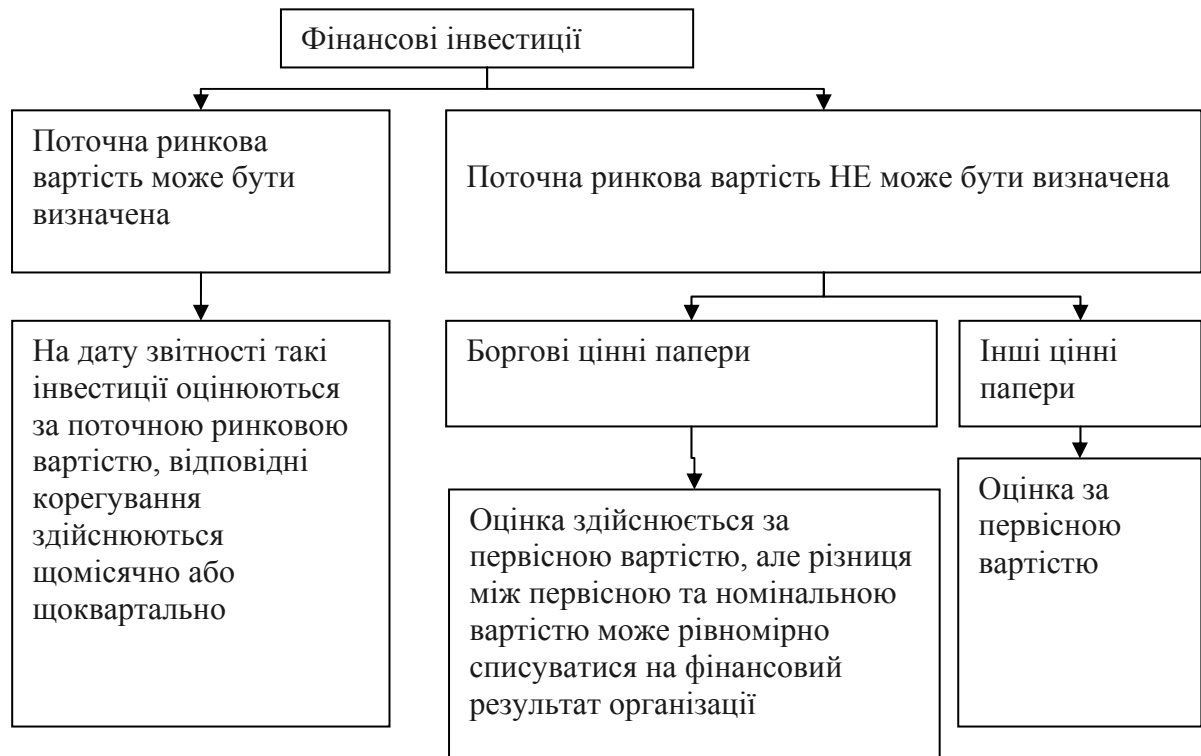 Фінансові інвестиції
Поточна ринкова
вартість може бути
визначена
Поточна ринкова вартість НЕ може бути визначена
На дату звітності такі
інвестиції оцінюються
за поточною ринковою
вартістю, відповідні
корегування
здійснюються
щомісячно або
щоквартально
Боргові цінні папери
Інші цінні
папери
Оцінка здійснюється за
первісною вартістю, але різниця
між первісною та номінальною
вартістю може рівномірно
списуватися на фінансовий
результат організації
Оцінка за
первісною
вартістю